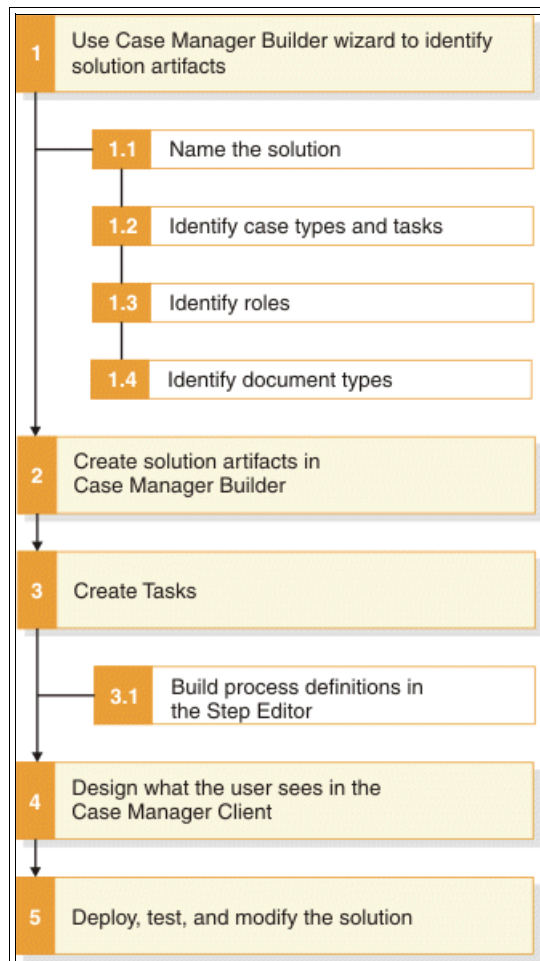 1
Use Case Manager Builder wizard to identify
solution artifacts
1.1
Name the solution
1.2
Identify case types and tasks
1.3
Identify roles
1.4
Identify document types
2
Create solution artifacts in
Case Manager Builder
3
Create Tasks
3.1
Build process definitions in
the Step Editor
4
Design what the user sees in the
Case Manager Client
5
Deploy, test, and modify the solution